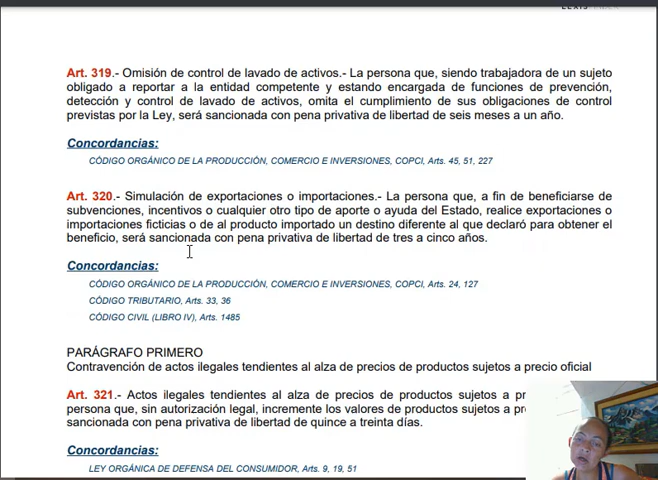 Art. 319.- Omisión de control de lavado de activos.- La persona que, siendo trabajadora de un sujeto
obligado a reportar a la entidad competente y estando encargada de funciones de prevención,
detección y control de lavado de activos, omita el cumplimiento de sus obligaciones de control
previstas por la Ley, será sancionada con pena privativa de libertad de seis meses a un año.
Concordancias:
CÓDIGO ORGÁNICO DE LA PRODUCCIÓN, COMERCIO E INVERSIONES, COPCI, Arts. 45, 51, 227
Art. 320.- Simulación de exportaciones o importaciones.- La persona que, a fin de beneficiarse de
subvenciones, incentivos o cualquier otro tipo de aporte o ayuda del Estado, realice exportaciones o
importaciones ficticias o de al producto importado un destino diferente al que declaró para obtener el
beneficio, será sancionada con pena privativa de libertad de tres a cinco años.
Concordancias:
CÓDIGO ORGÁNICO DE LA PRODUCCIÓN, COMERCIO E INVERSIONES, COPCI, Arts. 24, 127
CÓDIGO TRIBUTARIO, Arts. 33, 36
CÓDIGO CIVIL (LIBRO IV), Arts. 1485
PARÁGRAFO PRIMERO
Contravención de actos ilegales tendientes al alza de precios de productos sujetos a precio oficial
Art. 321.- Actos ilegales tendientes al alza de precios de productos sujetos a
persona que, sin autorización legal, incremente los valores de productos sujetos a
sancionada con pena privativa de libertad de quince a treinta días.
Concordancias:
LEY ORGÁNICA DE DEFENSA DEL CONSUMIDOR, Arts. 9, 19, 51